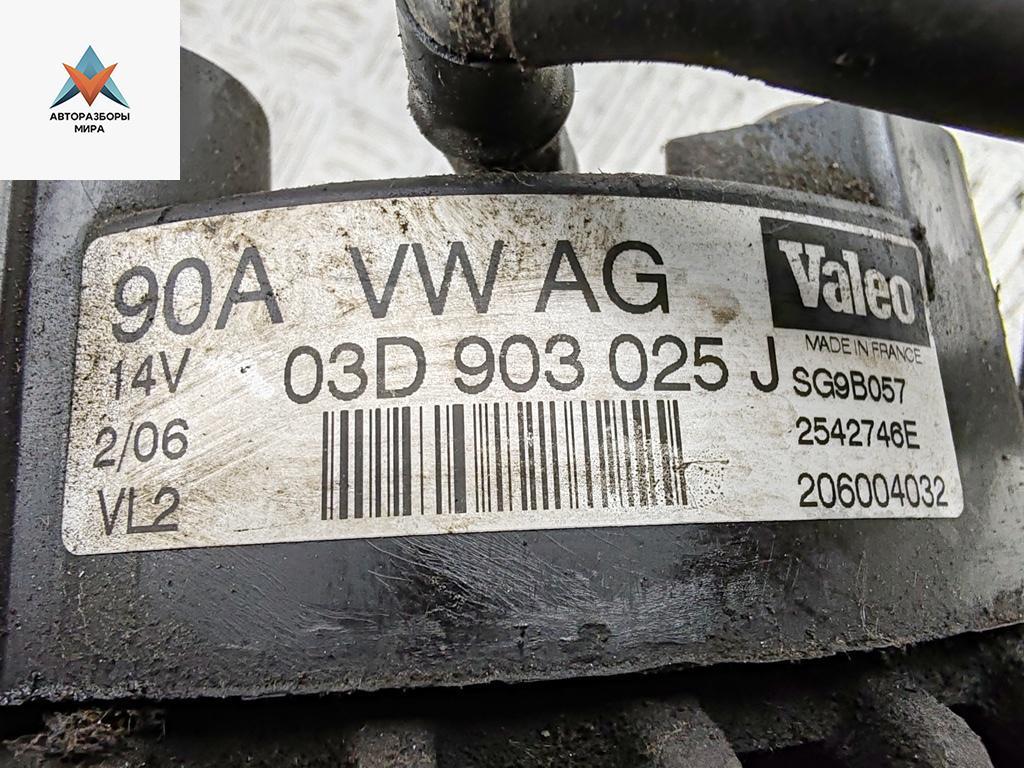 АВТОРАЗБОРЫ
МИРА
90A VW AG
Valeo
MADE IN FRANCE
14V
03D 903 025 J
SG9B057
2/06
2542746E
VL2
206004032